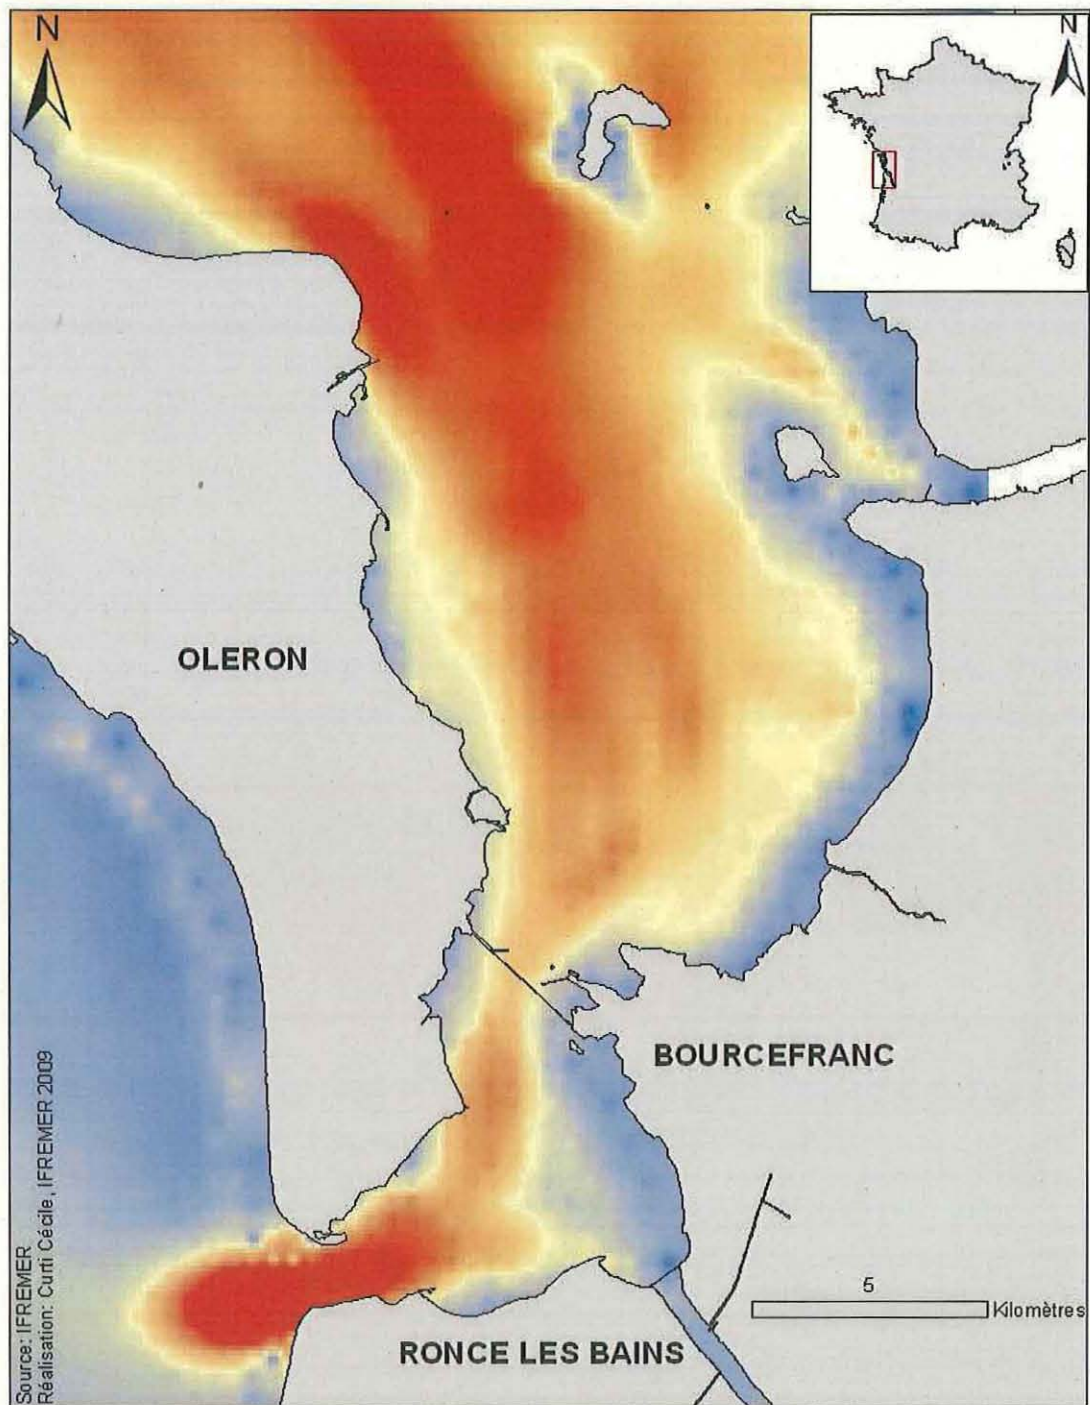 N
N
OLERON
BOURCEFRANC
5
Kilomètres
RONCE LES BAINS
Source: IFREMER
Réalisation: Curti Cécile, IFREMER 2009